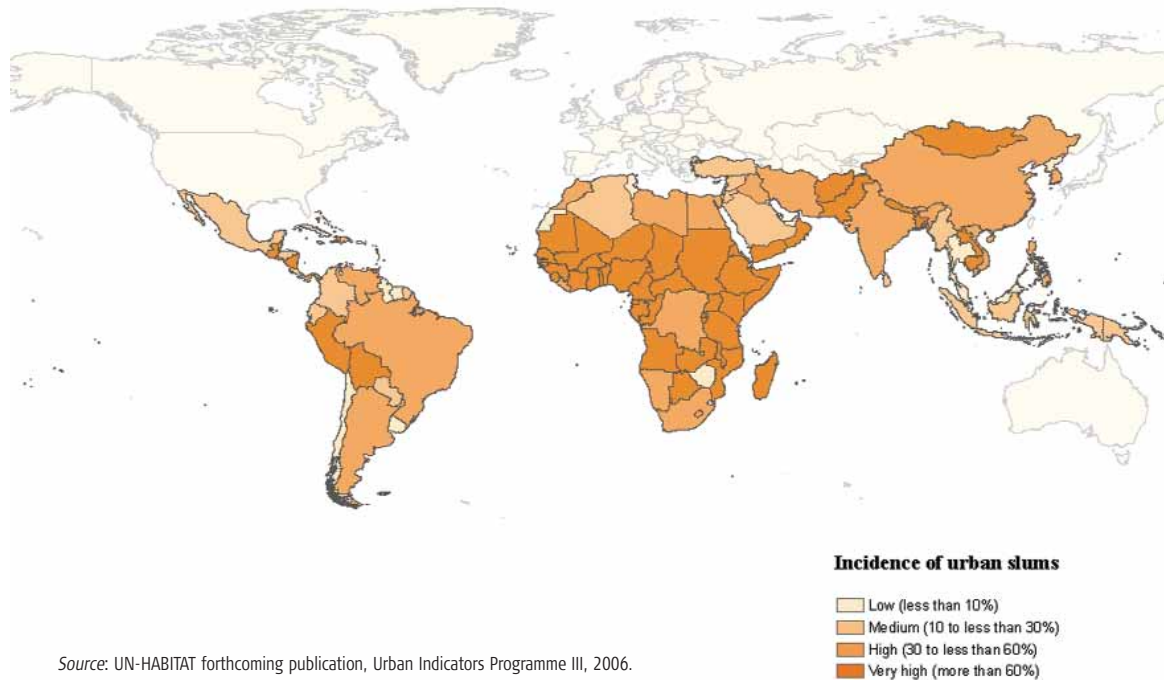 Incidence of urban slums
Low (less than 10%)
Medium (10 to less than 30%)
High (30 to less than 60%)
Very high (more than 60%)
Source: UN-HABITAT forthcoming publication, Urban Indicators Programme III, 2006.